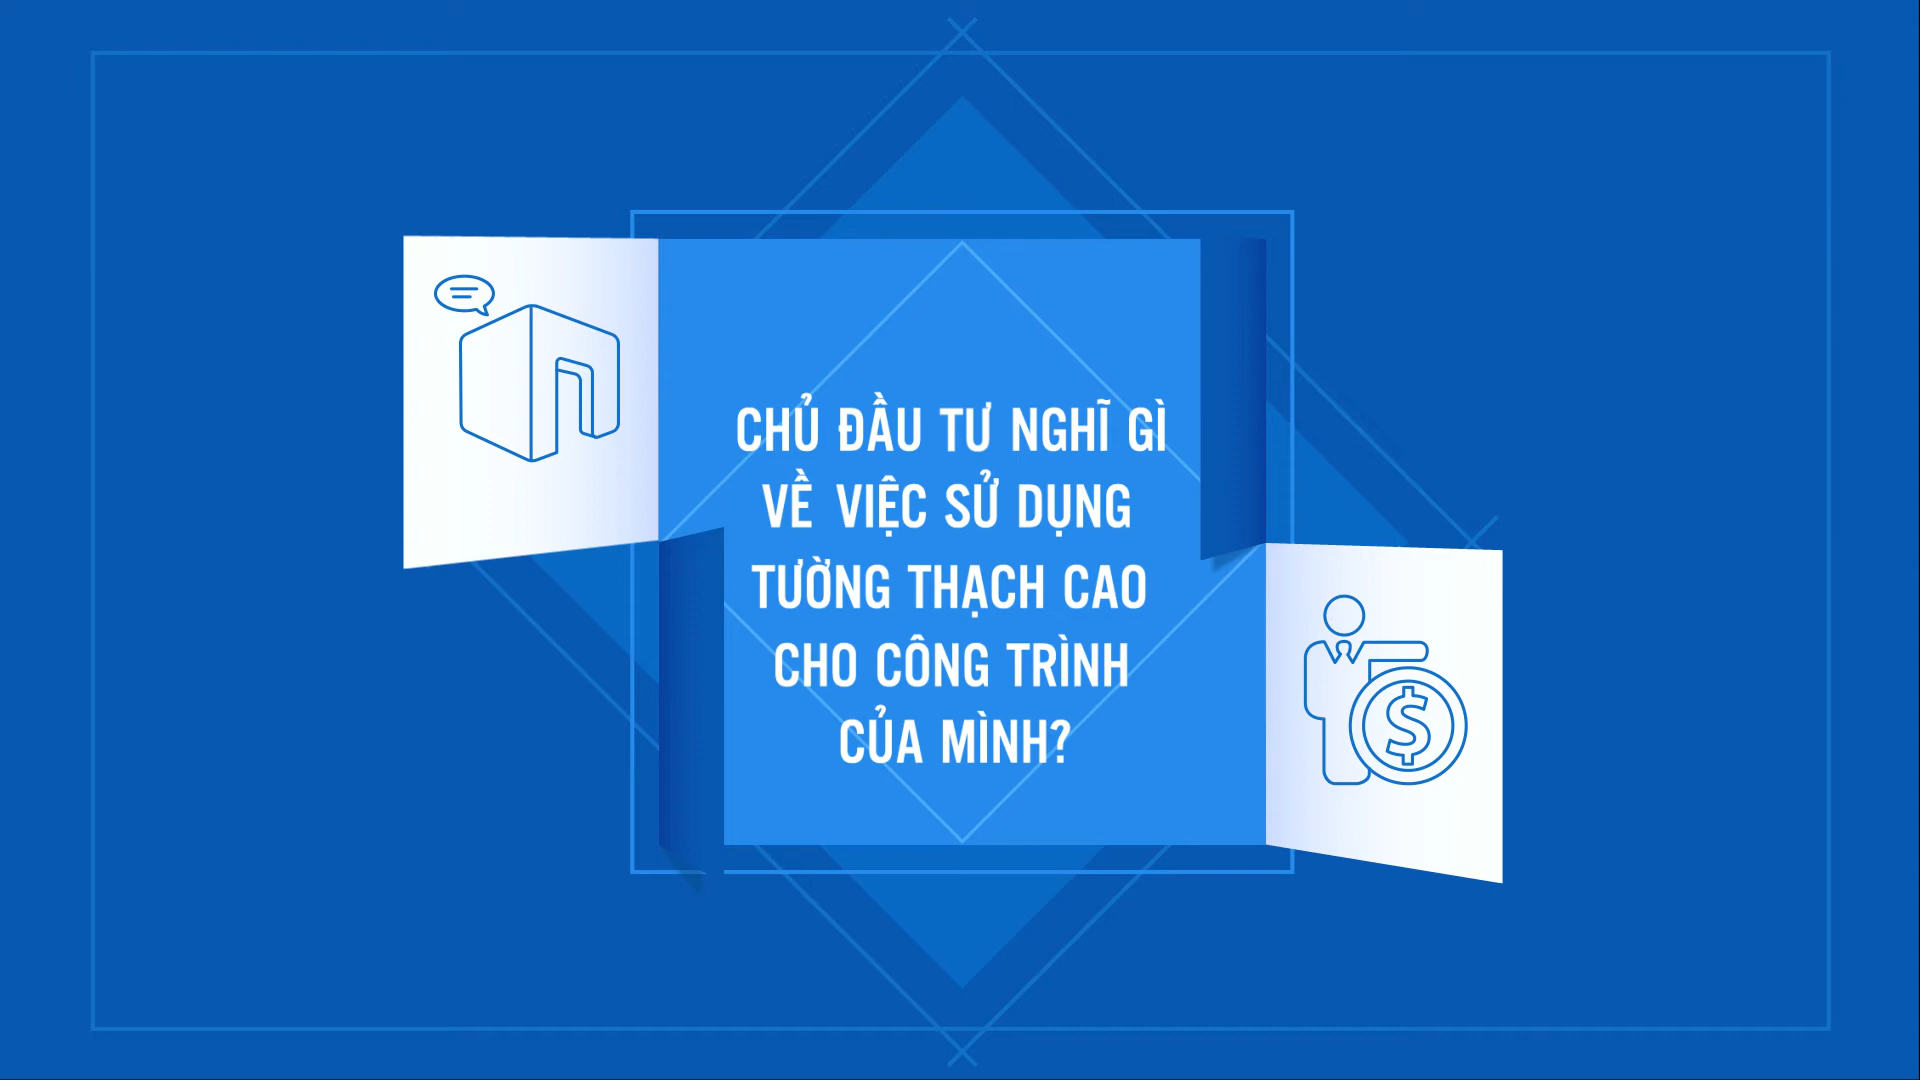 CHỦ ĐẦU TƯ NGHĨ GÌ
VỀ VIỆC SỬ DỤNG
TƯỜNG THẠCH CAO
CHO CÔNG TRÌNH
CỦA MÌNH?
$